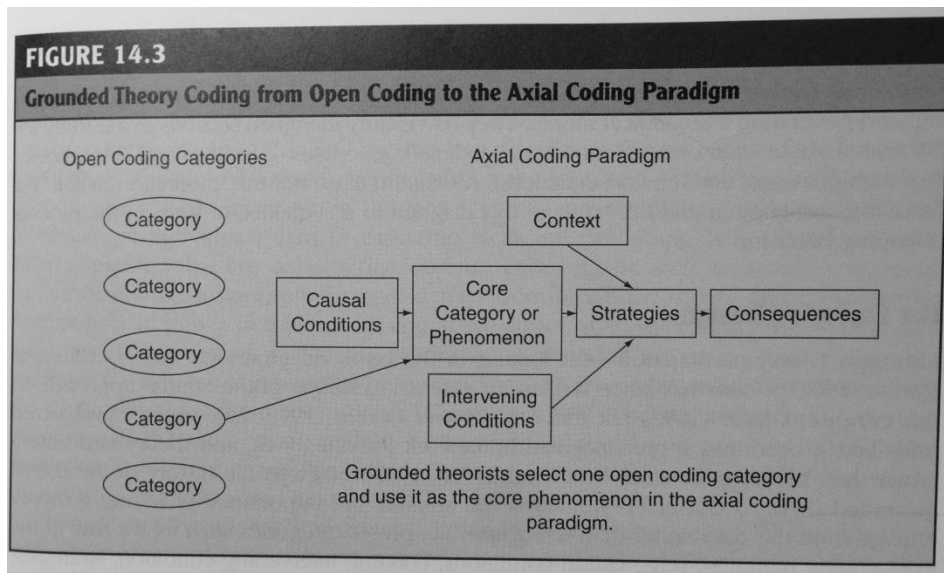 FIGURE 14.3
Grounded Theory Coding from Open Coding to the Axial Coding Paradigm
Open Coding Categories
Axial Coding Paradigm
Category
Category
Category
Category
Category
Context
Causal
Conditions
Core
Category or
Phenomenon
Strategies
Consequences
Intervening
Conditions
Grounded theorists select one open coding category
and use it as the core phenomenon in the axial coding
paradigm.